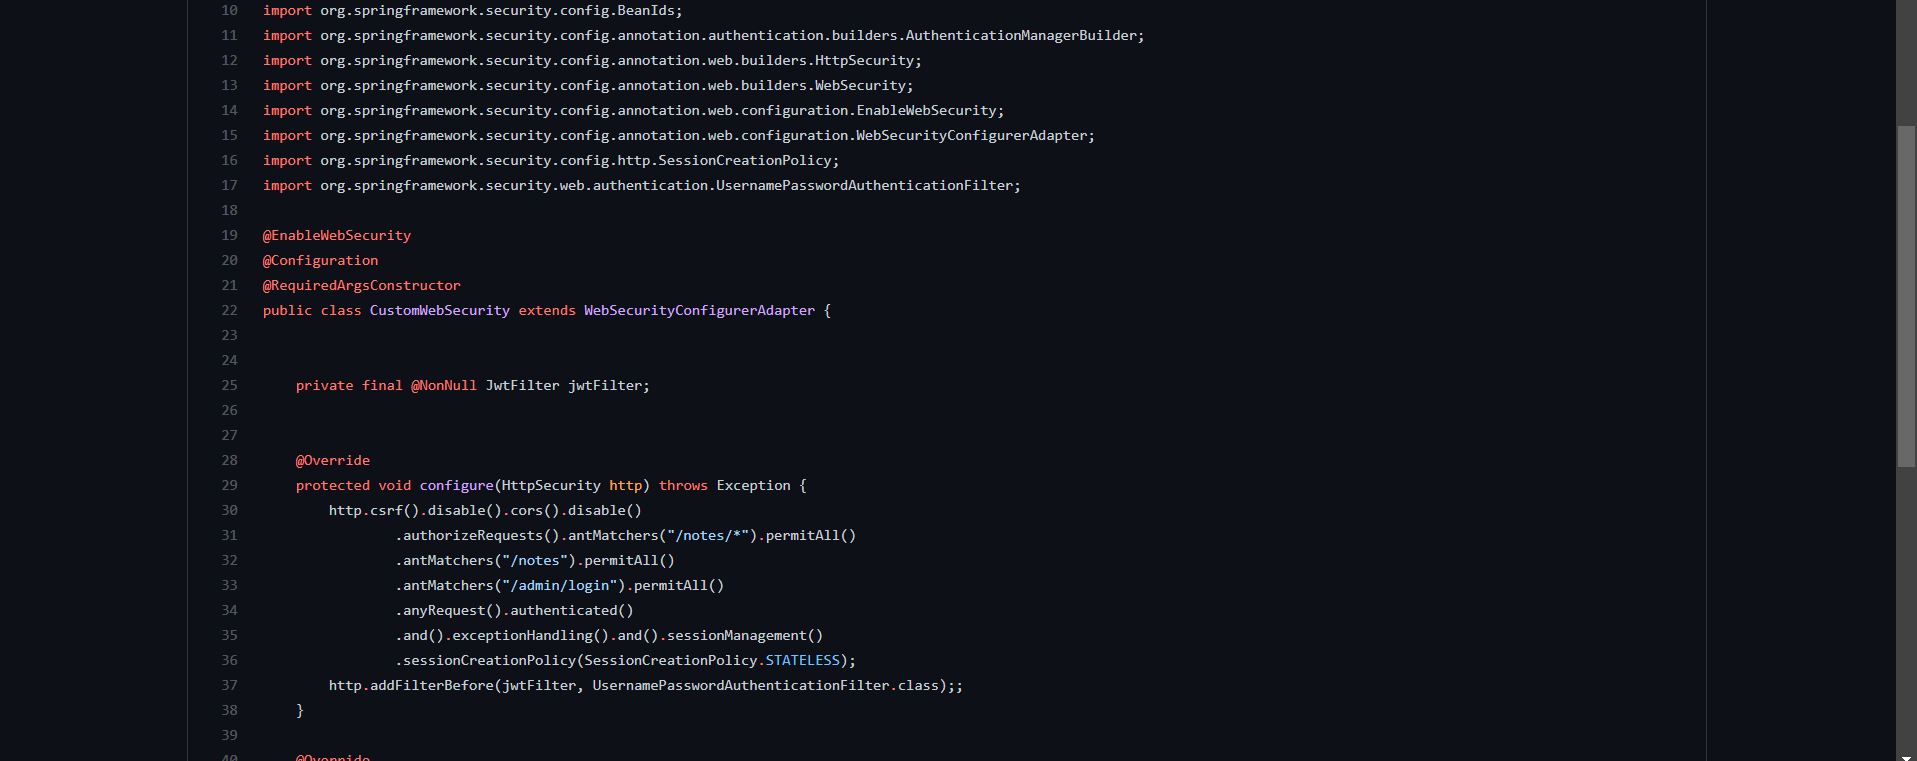 10 import org.springframework.security.config.BeanIds;
11 import org.springframework.security.config.annotation.authentication.builders.AuthenticationManagerBuilder;
12 import org.springframework.security.config.annotation.web.builders.HttpSecurity;
13 import org.springframework.security.config.annotation.web.builders.WebSecurity;
14 import org.springframework.security.config.annotation.web.configuration.EnableWebSecurity;
15 import org.springframework.security.config.annotation.web.configuration.WebSecurityConfigurerAdapter;
16 import org.springframework.security.config.http.SessionCreationPolicy;
17 import org.springframework.security.web.authentication.UsernamePasswordAuthenticationFilter;
18
19 @EnableWebSecurity
20 @Configuration
21 @RequiredArgsConstructor
22 public class CustomWebSecurity extends WebSecurityConfigurerAdapter {
23
24
25     private final @NonNull JwtFilter jwtFilter;
26
27
28     @Override
29     protected void configure(HttpSecurity http) throws Exception {
30         http.csrf().disable().cors().disable()
31                 .authorizeRequests().antMatchers("/notes/*").permitAll()
32                 .antMatchers("/notes").permitAll()
33                 .antMatchers("/admin/login").permitAll()
34                 .anyRequest().authenticated()
35                 .and().exceptionHandling().and().sessionManagement()
36                 .sessionCreationPolicy(SessionCreationPolicy.STATELESS);
37         http.addFilterBefore(jwtFilter, UsernamePasswordAuthenticationFilter.class);;
38     }
39
40     @Override